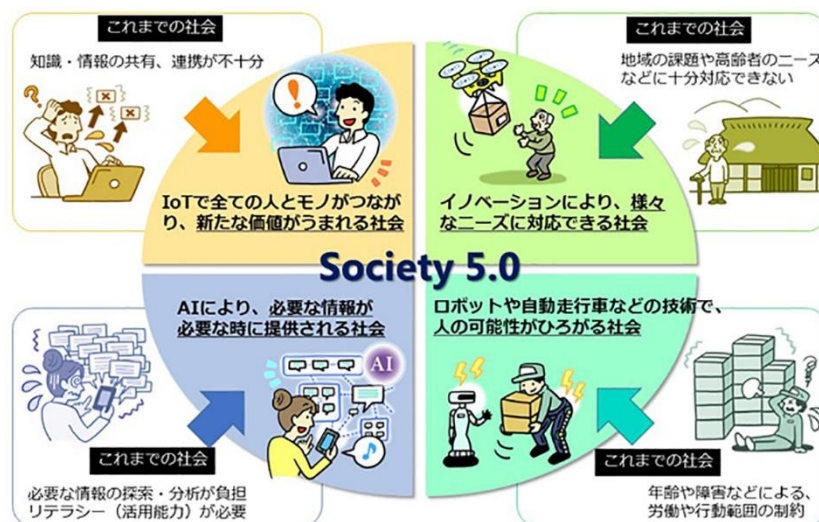 これまでの社会
知識・情報の共有、連携が不十分
IoTで全ての人とモノがつなが
り、新たな価値がうまれる社会
これまでの社会
地域の課題や高齢者のニーズ
などに十分対応できない
イノベーションにより、様々
なニーズに対応できる社会
Society 5.0
AIにより、必要な情報が
必要な時に提供される社会
AI
これまでの社会
必要な情報の探索・分析が負担
リテラシー（活用能力）が必要
ロボットや自動走行車などの技術で、
人の可能性がひろがる社会
これまでの社会
年齢や障害などによる、
労働や行動範囲の制約